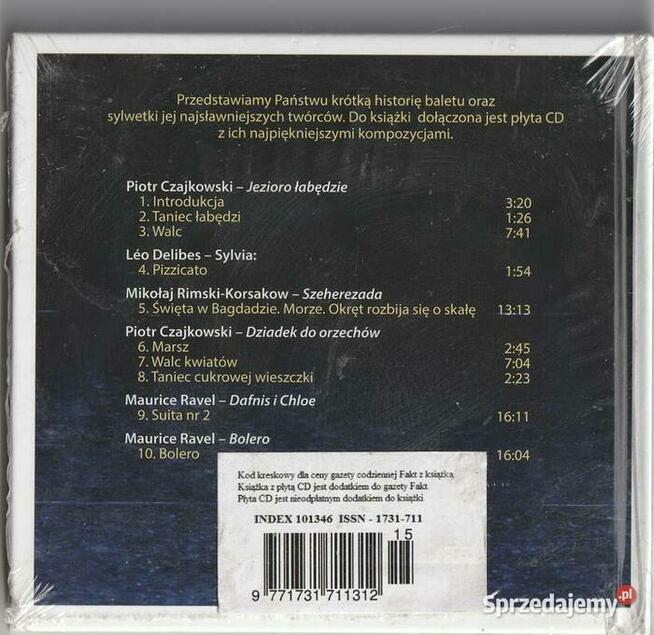 Przedstawiamy Państwu krótką historię baletu oraz
sylwetki jej najsławniejszych twórców. Do książki dołączona jest płyta CD
z ich najpiękniejszymi kompozycjami.
Piotr Czajkowski – Jezioro łabędzie
1. Introdukcja 3:20
2. Taniec łabędzi 1:26
3. Walc 7:41
Léo Delibes – Sylvia:
4. Pizzicato 1:54
Mikołaj Rimski-Korsakow – Szeherezada
5. Święta w Bagdadzie. Morze. Okręt rozbija się o skałę 13:13
Piotr Czajkowski – Dziadek do orzechów
6. Marsz 2:45
7. Walc kwiatów 7:04
8. Taniec cukrowej wieszczki 2:23
Maurice Ravel – Dafnis i Chloe
9. Suita nr 2 16:11
Maurice Ravel – Bolero
10. Bolero 16:04
Kod kreskowy dla ceny gazety codziennej Fakt z książką.
Książka z płytą CD jest dodatkiem do gazety Fakt.
Płyta CD jest nieodpłatnym dodatkiem do książki
INDEX 101346 ISSN - 1731-711
15
9 771731 711312
Sprzedajemy.pl